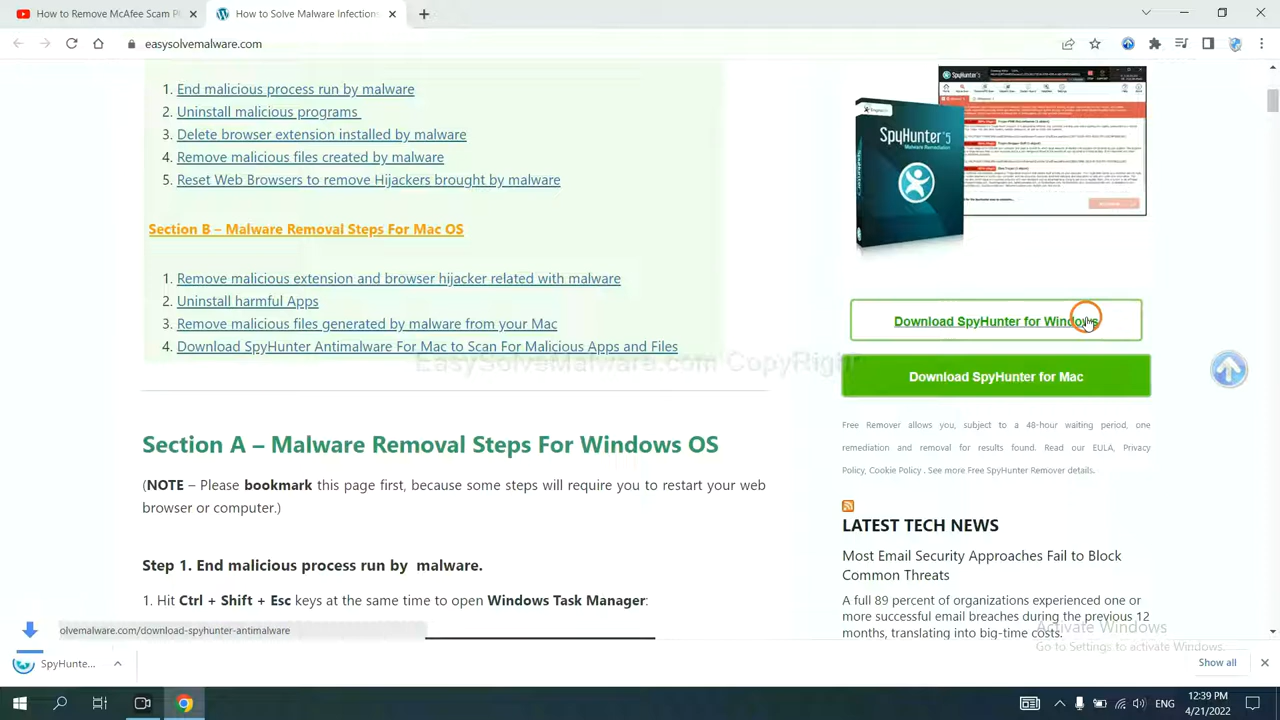 How to Remove McAfee Scam P
How to Solve Malware Infections
easysolvemalware.com
1. End malicious process run by malware
2. Uninstall malicious
3. Delete browser extension
malware
4. Remove malicious
created by malware
5. Reset Web
brought by malware
Section B – Malware Removal Steps For Mac OS
1. Remove malicious extension and browser hijacker related with malware
2. Uninstall harmful Apps
3. Remove malicious files generated by malware from your Mac
4. Download SpyHunter Antimalware For Mac to Scan For Malicious Apps and Files
EasySolveMalware.com CopyRight
Section A – Malware Removal Steps For Windows OS
(NOTE – Please bookmark this page first, because some steps will require you to restart your web
browser or computer.)
Step 1. End malicious process run by malware.
1. Hit Ctrl + Shift + Esc keys at the same time to open Windows Task Manager:
SpyHunter
SpyHunter 5
Malware Remediation
Download SpyHunter for Windows
Download SpyHunter for Mac
Free Remover allows you, subject to a 48-hour waiting period, one
remediation and removal for results found. Read our EULA, Privacy
Policy, Cookie Policy . See more Free SpyHunter Remover details.
LATEST TECH NEWS
Most Email Security Approaches Fail to Block
Common Threats
A full 89 percent of organizations experienced one or
more successful email breaches during the previous 12
months, translating into big-time costs.
Activate Windows
Go to Settings to activate Windows.
olvemalware.com/download-spyhunter-antimalware
SpyHunte...
Show all
ENG
12:39 PM
4/21/2022